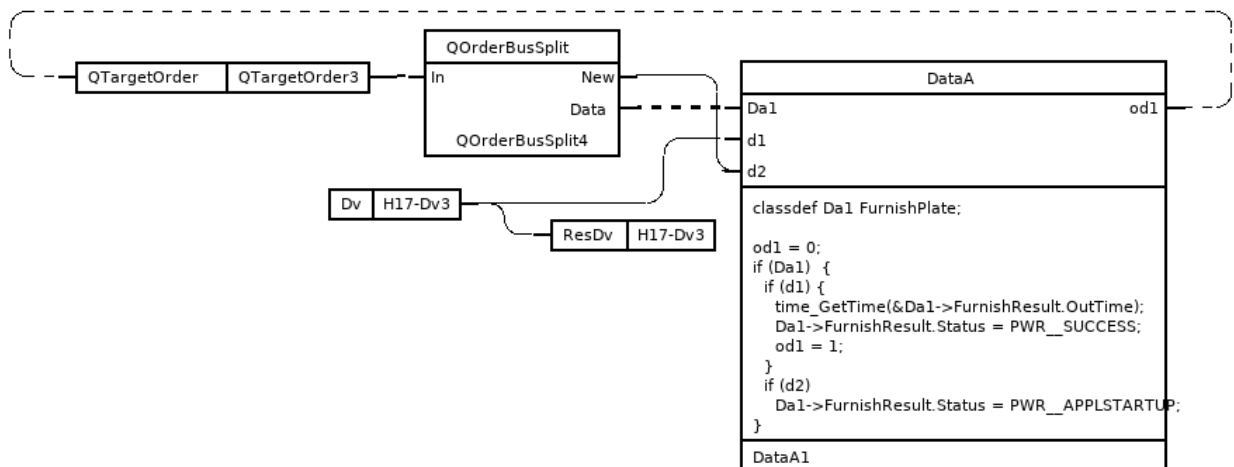 QOrderBusSplit
QTargetOrder QTargetOrder3
In New
Data
QOrderBusSplit4
DataA
Da1 od1
d1
d2
Dv H17-Dv3
ResDv H17-Dv3
classdef Da1 FurnishPlate;
od1 = 0;
if (Da1) {
if (d1) {
time_GetTime(&Da1->FurnishResult.OutTime);
Da1->FurnishResult.Status = PWR__SUCCESS;
od1 = 1;
}
if (d2)
Da1->FurnishResult.Status = PWR__APPLSTARTUP;
}
DataA1